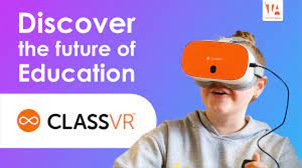 Discover
the future of
Education
CLASSVR